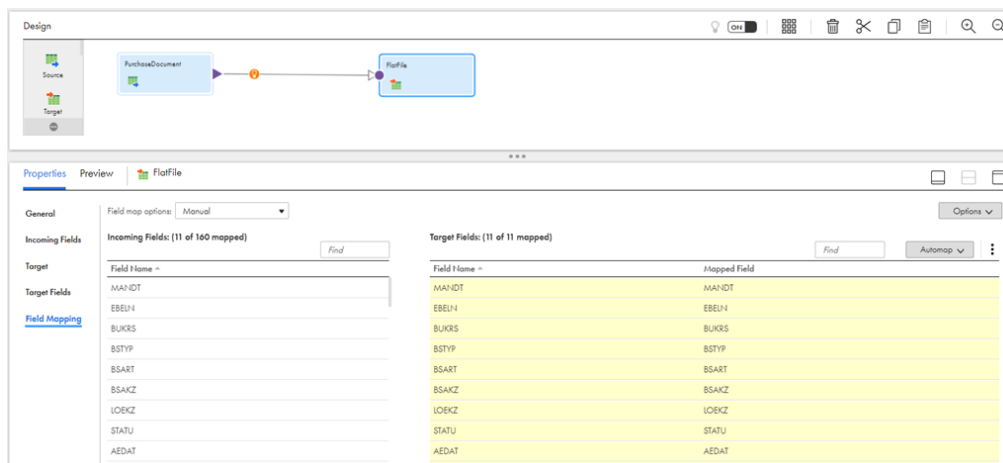 Design
ON
Source
Target
PurchaseDocument
FlatFile
Properties Preview FlatFile
General
Incoming Fields
Target
Target Fields
Field Mapping
Field map options: Manual
Options
Incoming Fields: (11 of 160 mapped)
Find
Field Name
MANDT
EBELN
BUKRS
BSTYP
BSART
BSAKZ
LOEKZ
STATU
AEDAT
Target Fields: (11 of 11 mapped)
Find
Automap
Field Name Mapped Field
MANDT MANDT
EBELN EBELN
BUKRS BUKRS
BSTYP BSTYP
BSART BSART
BSAKZ BSAKZ
LOEKZ LOEKZ
STATU STATU
AEDAT AEDAT